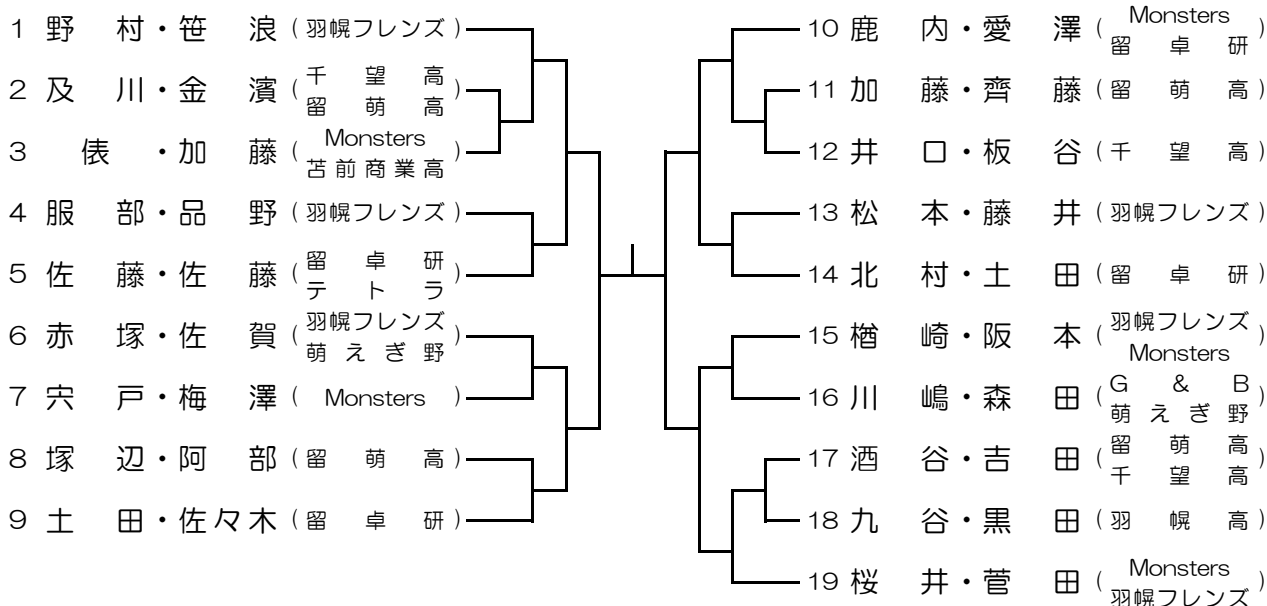 1 野村・笹浪 (羽幌フレンズ)
2 及川・金濱 (千望高 留萌高)
3 俵・加藤 (Monsters 苫前商業高)
4 服部・品野 (羽幌フレンズ)
5 佐藤・佐藤 (留卓研 テトラ)
6 赤塚・佐賀 (羽幌フレンズ 萌えぎ野)
7 宍戸・梅澤 (Monsters)
8 塚辺・阿部 (留萌高)
9 土田・佐々木 (留卓研)
10 鹿内・愛澤 (Monsters 留卓研)
11 加藤・齊藤 (留萌高)
12 井口・板谷 (千望高)
13 松本・藤井 (羽幌フレンズ)
14 北村・土田 (留卓研)
15 楢崎・阪本 (羽幌フレンズ Monsters)
16 川嶋・森田 (G & B 萌えぎ野)
17 酒谷・吉田 (留萌高 千望高)
18 九谷・黒田 (羽幌高)
19 桜井・菅田 (Monsters 羽幌フレンズ)